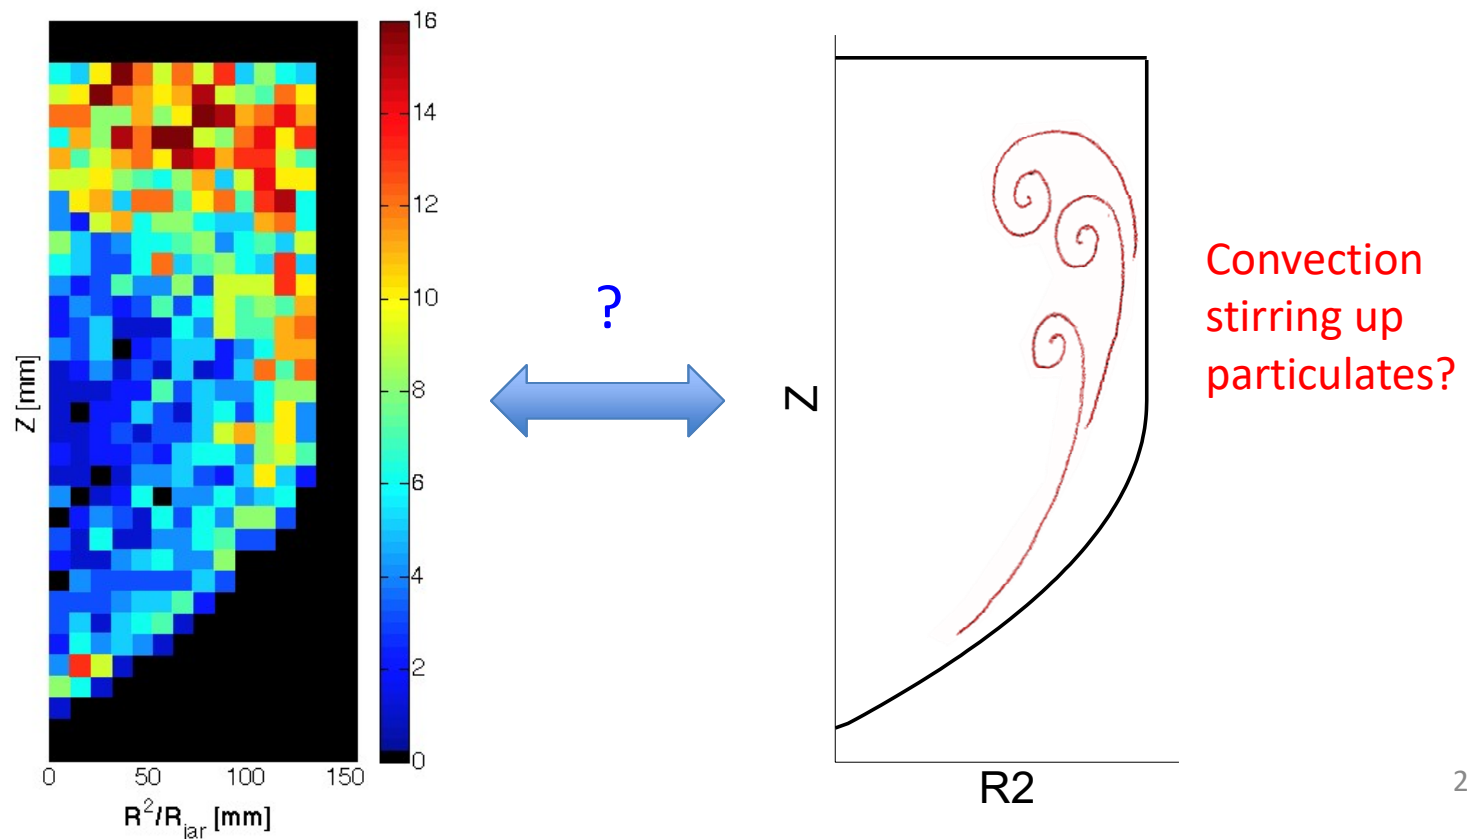 16
14
12
10
8
6
4
2
0
Z [mm]
0 50 100 150
R²/R_jar [mm]
?
Z
R2
Convection
stirring up
particulates?
2